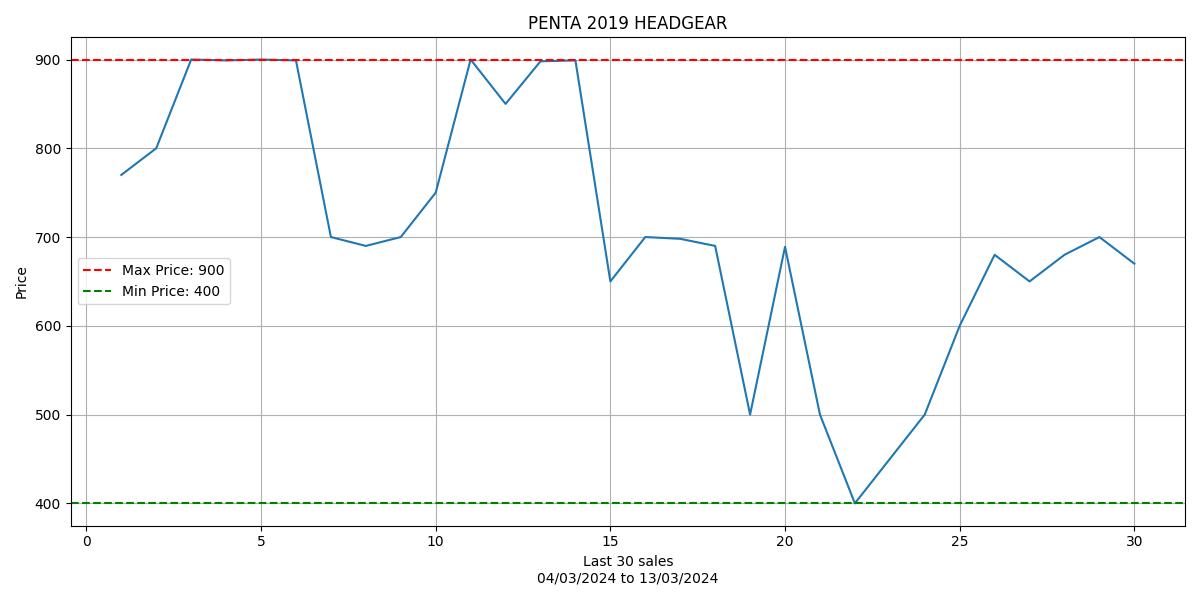 PENTA 2019 HEADGEAR
900
800
700
600
500
400
Price
Max Price: 900
Min Price: 400
0 5 10 15 20 25 30
Last 30 sales
04/03/2024 to 13/03/2024